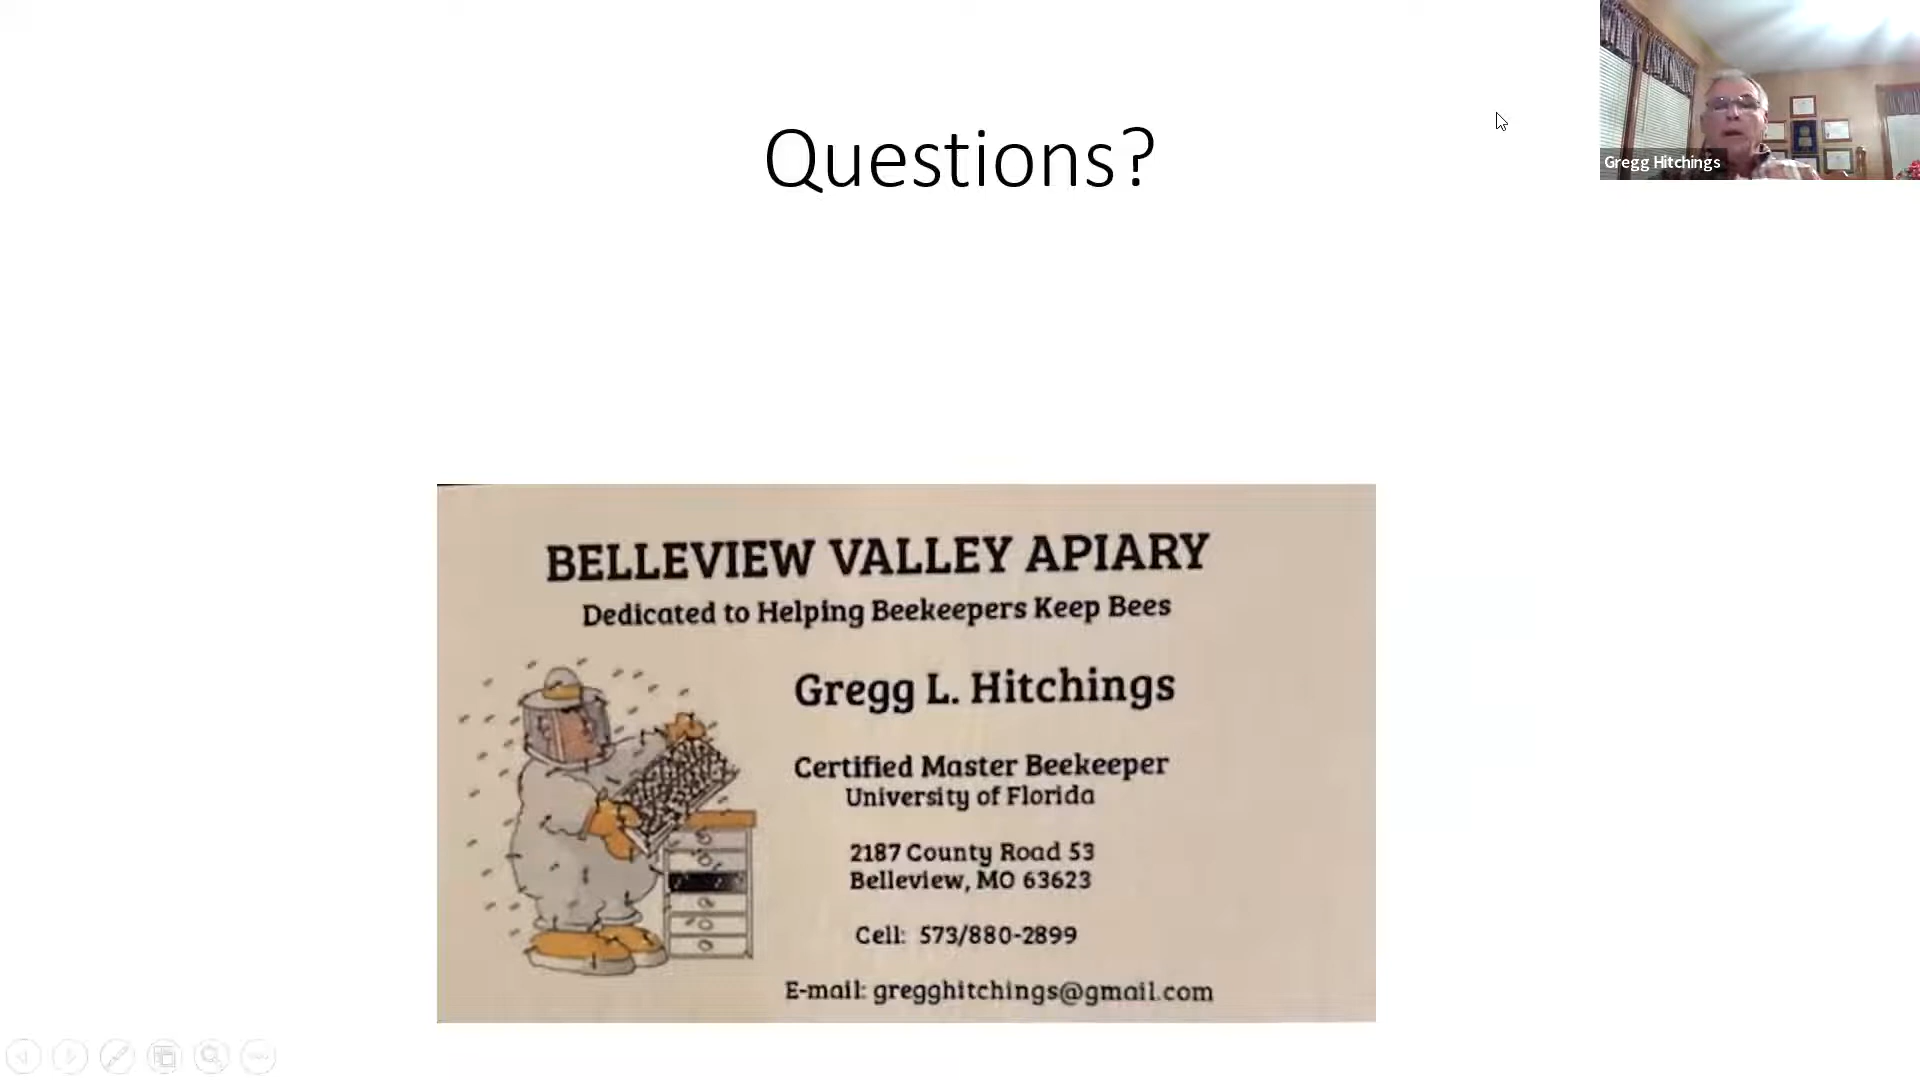 Questions?
Gregg Hitchings
BELLEVIEW VALLEY APIARY
Dedicated to Helping Beekeepers Keep Bees
Gregg L. Hitchings
Certified Master Beekeeper
University of Florida
2187 County Road 53
Belleview, MO 63623
Cell: 573/880-2899
E-mail: gregghitchings@gmail.com